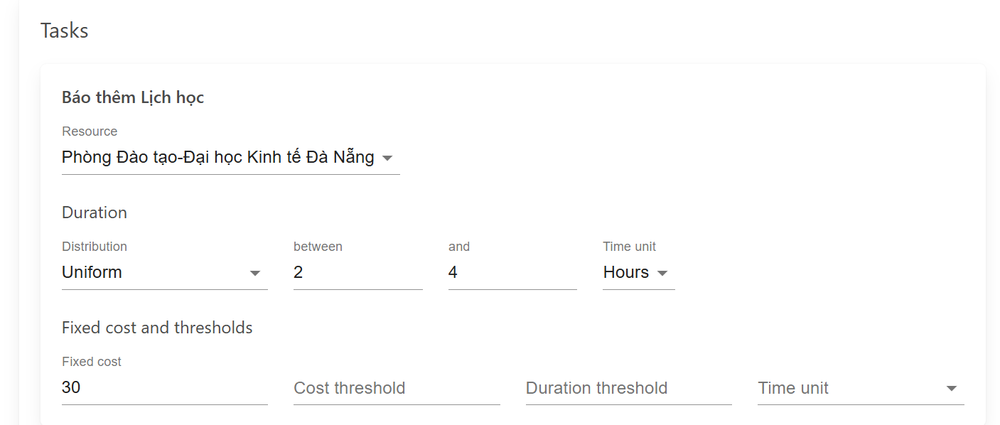 Tasks
Báo thêm Lịch học
Resource
Phòng Đào tạo-Đại học Kinh tế Đà Nẵng
Duration
Distribution between and Time unit
Uniform 2 4 Hours
Fixed cost and thresholds
Fixed cost
30 Cost threshold Duration threshold Time unit